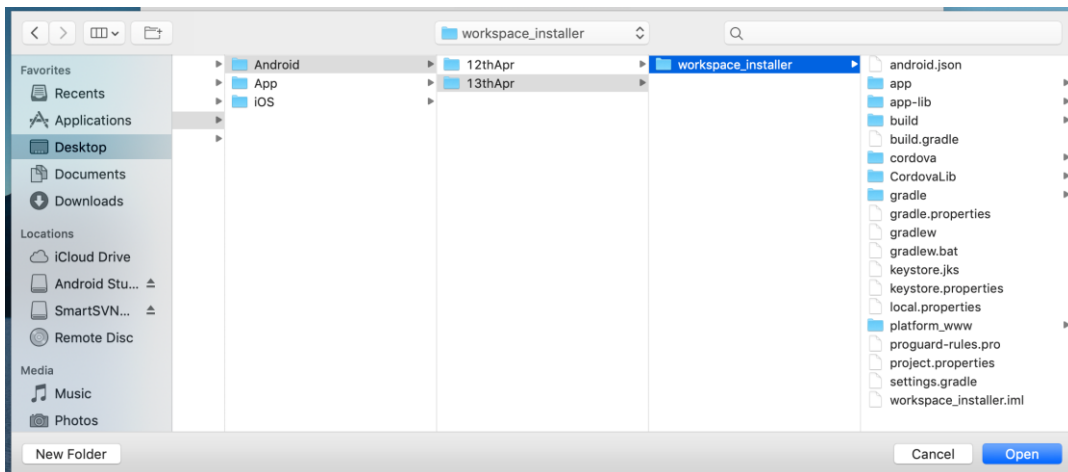 workspace_installer
Favorites
Recents
Applications
Desktop
Documents
Downloads
Locations
iCloud Drive
Android Stu...
SmartSVN...
Remote Disc
Media
Music
Photos
Android
App
iOS
12thApr
13thApr
workspace_installer
android.json
app
app-lib
build
build.gradle
cordova
CordovaLib
gradle
gradle.properties
gradlew
gradlew.bat
keystore.jks
keystore.properties
local.properties
platform_www
proguard-rules.pro
project.properties
settings.gradle
workspace_installer.iml
New Folder
Cancel
Open